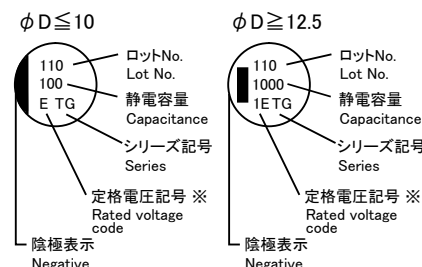 φD≦10
110
100
E TG
ロットNo.
Lot No.
静電容量
Capacitance
シリーズ記号
Series
定格電圧記号 ※
Rated voltage
code
陰極表示
Negative
φD≧12.5
110
1000
1E TG
ロットNo.
Lot No.
静電容量
Capacitance
シリーズ記号
Series
定格電圧記号 ※
Rated voltage
code
陰極表示
Negative